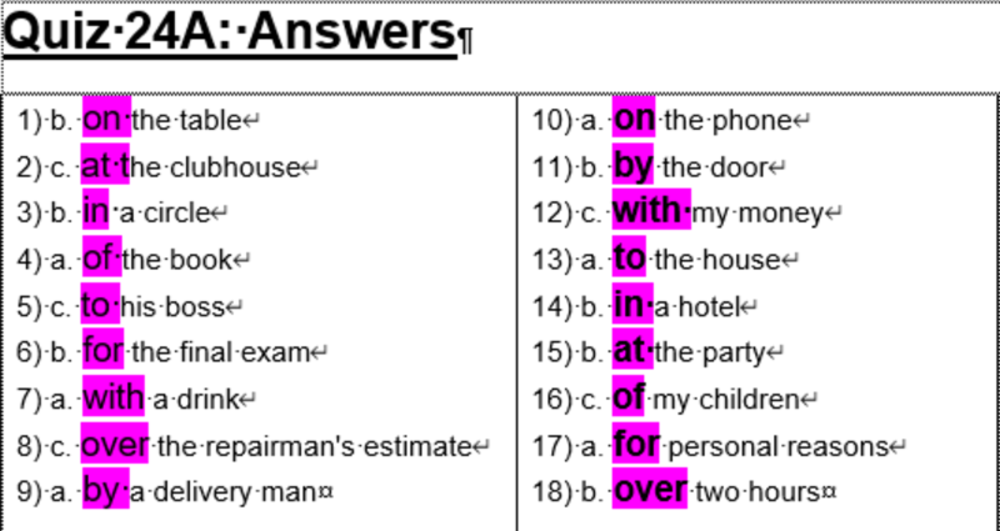 Quiz 24A: Answers¶
1) b. on the table↵
2) c. at the clubhouse↵
3) b. in a circle↵
4) a. of the book↵
5) c. to his boss↵
6) b. for the final exam↵
7) a. with a drink↵
8) c. over the repairman's estimate↵
9) a. by a delivery man¤
10) a. on the phone↵
11) b. by the door↵
12) c. with my money↵
13) a. to the house↵
14) b. in a hotel↵
15) b. at the party↵
16) c. of my children↵
17) a. for personal reasons↵
18) b. over two hours¤